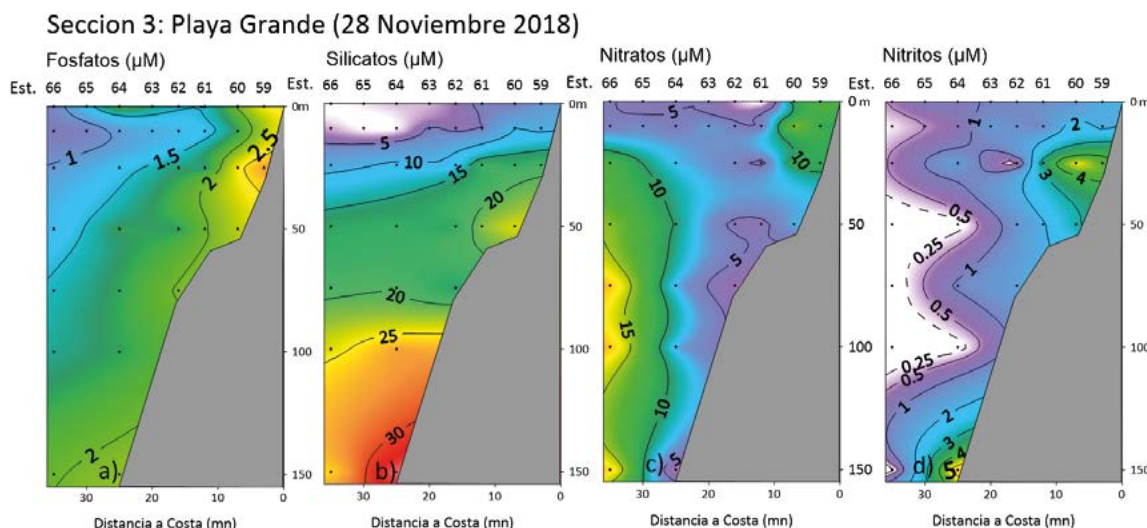 Seccion 3: Playa Grande (28 Noviembre 2018)
Fosfatos (µM)
Est. 66 65 64 63 62 61 60 59
0m
50
100
150
1
1.5
2
2.5
2
a)
30 20 10 0
Distancia a Costa (mn)
Silicatos (µM)
Est. 66 65 64 63 62 61 60 59
0m
50
100
150
5
10
15
20
20
25
30
b)
30 20 10 0
Distancia a Costa (mn)
Nitratos (µM)
66 65 64 63 62 61 60 59
0m
50
100
150
5
10
10
5
15
10
5
c)
30 20 10 0
Distancia a Costa (mn)
Nitritos (µM)
66 65 64 63 62 61 60 59
0m
50
100
150
1
2
3
4
0.5
0.25
1
0.5
0.25
0.5
1
2
3
4
5
d)
30 20 10 0
Distancia a Costa (mn)